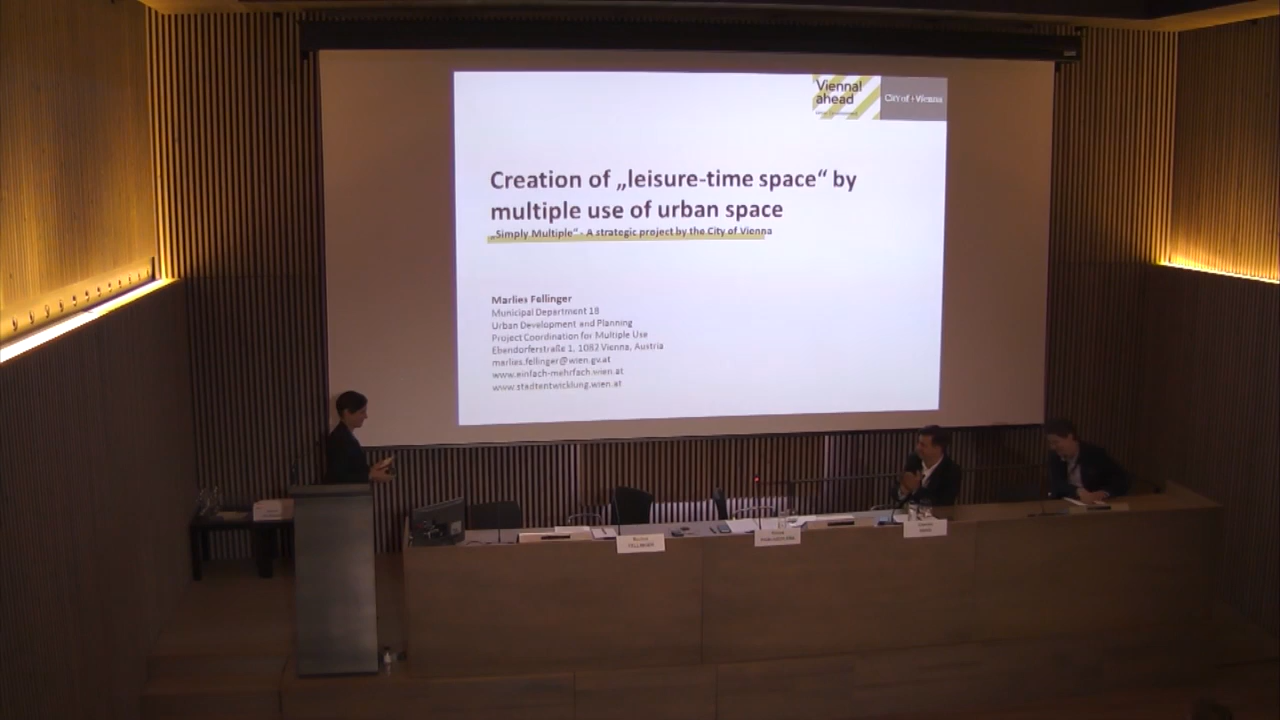 Vienna!
ahead
City of Vienna
Creation of „leisure-time space“ by
multiple use of urban space
„Simply Multiple“ - A strategic project by the City of Vienna
Marlies Fellinger
Municipal Department 18
Urban Development and Planning
Project Coordination for Multiple Use
Ebendorferstraße 1, 1082 Vienna, Austria
marlies.fellinger@wien.gv.at
www.einfach-mehrfach.wien.at
www.stadtentwicklung.wien.at
FELLINGER